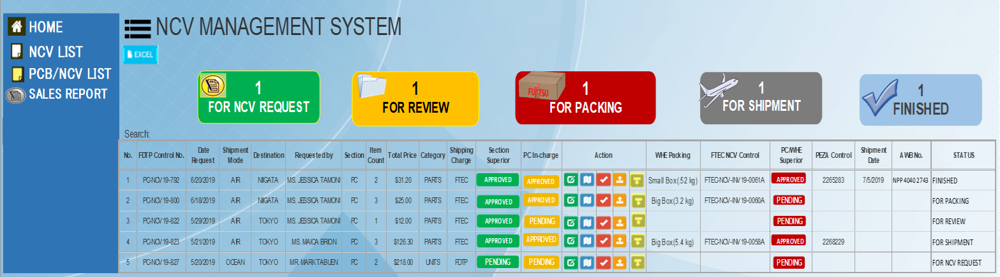 HOME
NCV LIST
PCB/NCV LIST
SALES REPORT
NCV MANAGEMENT SYSTEM
EXCEL
1
FOR NCV REQUEST
1
FOR REVIEW
FUJITSU
1
FOR PACKING
1
FOR SHIPMENT
1
FINISHED
Search:
No. FDTP Control No. Date Request Shipment Mode Destination Requested by Section Item Count Total Price Category Shipping Charge Section Superior PC In-charge Action WHE Packing FTEC NCV Control PC/WHE Superior PEZA Control Shipment Date AWB No. STATUS
1 PC-NCV 19-792 6/20/2019 AIR NIIGATA MS. JESSICA TAMONI PC 2 $31.20 PARTS FTEC APPROVED APPROVED Small Box(.52 kg) FTEC-NCV-INV 19-0061A APPROVED 2265283 7/5/2019 NPP 4040 2743 FINISHED
2 PC-NCV 19-800 6/18/2019 AIR NIIGATA MS. JESSICA TAMONI PC 3 $25.00 PARTS FTEC APPROVED APPROVED Big Box(3.2 kg) FTEC-NCV-INV 19-0060A PENDING FOR PACKING
3 PC-NCV 19-822 5/29/2019 AIR TOKYO MS. JESSICA TAMONI PC 1 $12.00 PARTS FTEC APPROVED PENDING PENDING FOR REVIEW
4 PC-NCV 19-823 5/21/2019 AIR TOKYO MS. MAICA BRION PC 3 $126.30 PARTS FTEC APPROVED APPROVED Big Box(5.4 kg) FTEC-NCV-INV 19-0058A APPROVED 2268229 FOR SHIPMENT
5 PC-NCV 19-827 5/20/2019 OCEAN TOKYO MR. MARK TABUEN PC 2 $218.00 UNITS FDTP PENDING PENDING PENDING FOR NCV REQUEST